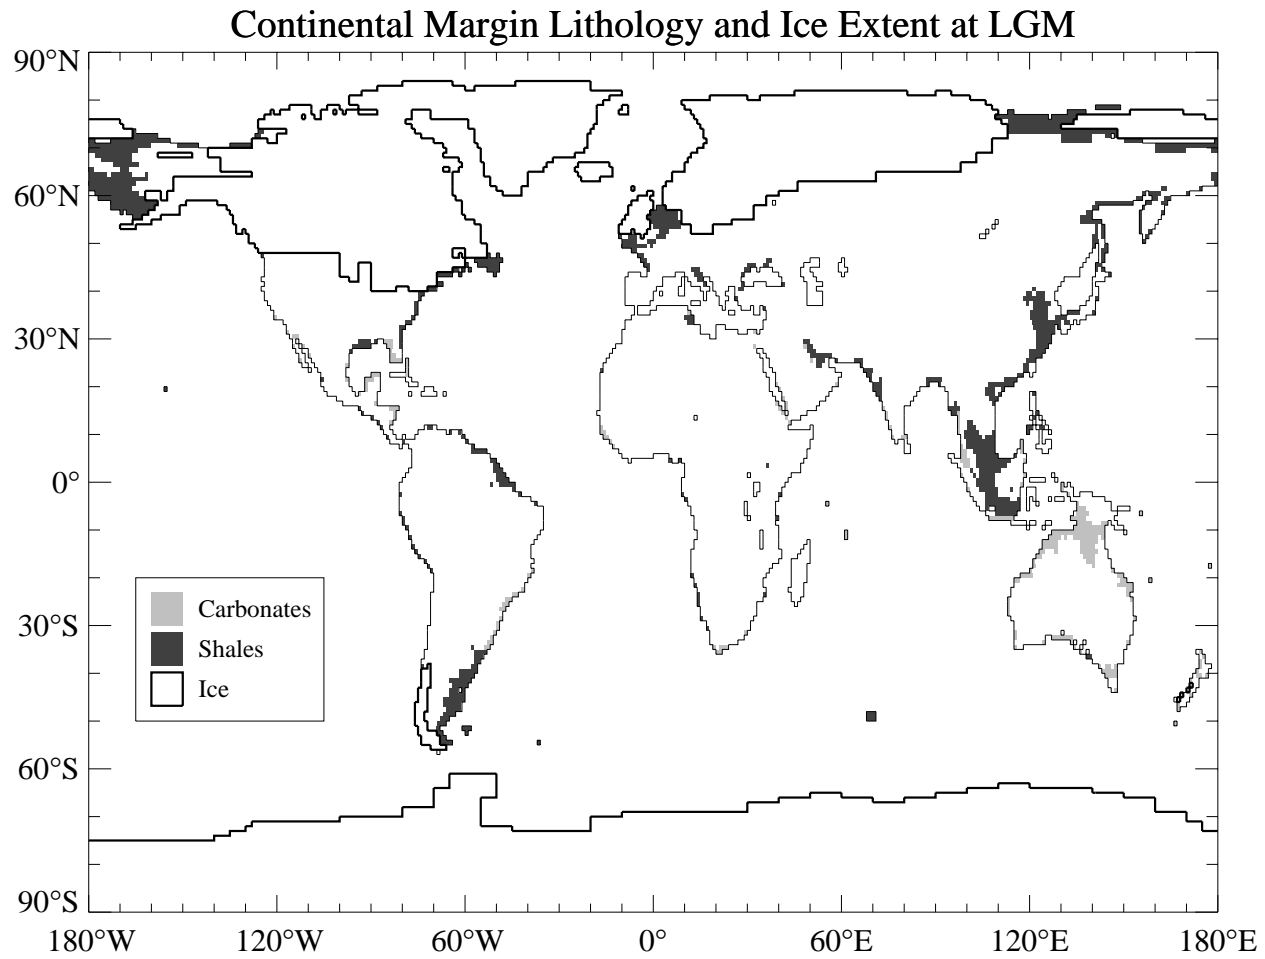 Continental Margin Lithology and Ice Extent at LGM
90°N
60°N
30°N
0°
30°S
60°S
90°S
Carbonates
Shales
Ice
180°W 120°W 60°W 0° 60°E 120°E 180°E